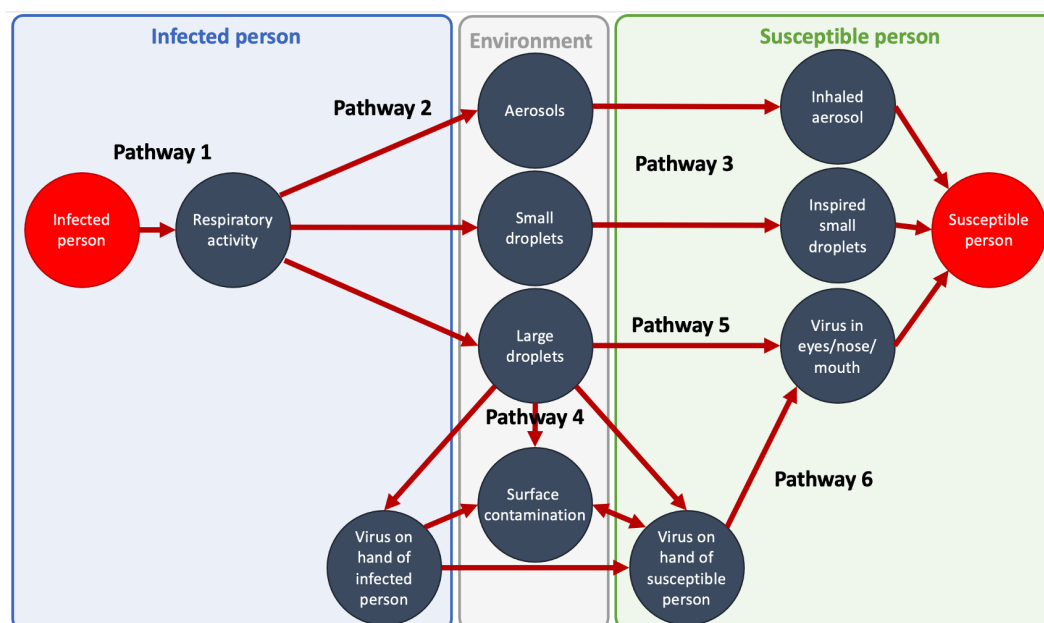 Infected person
Environment
Susceptible person
Pathway 2
Aerosols
Inhaled
aerosol
Pathway 1
Pathway 3
Infected
person
Respiratory
activity
Small
droplets
Inspired
small
droplets
Susceptible
person
Large
droplets
Pathway 5
Virus in
eyes/nose/
mouth
Pathway 4
Pathway 6
Surface
contamination
Virus on
hand of
infected
person
Virus on
hand of
susceptible
person